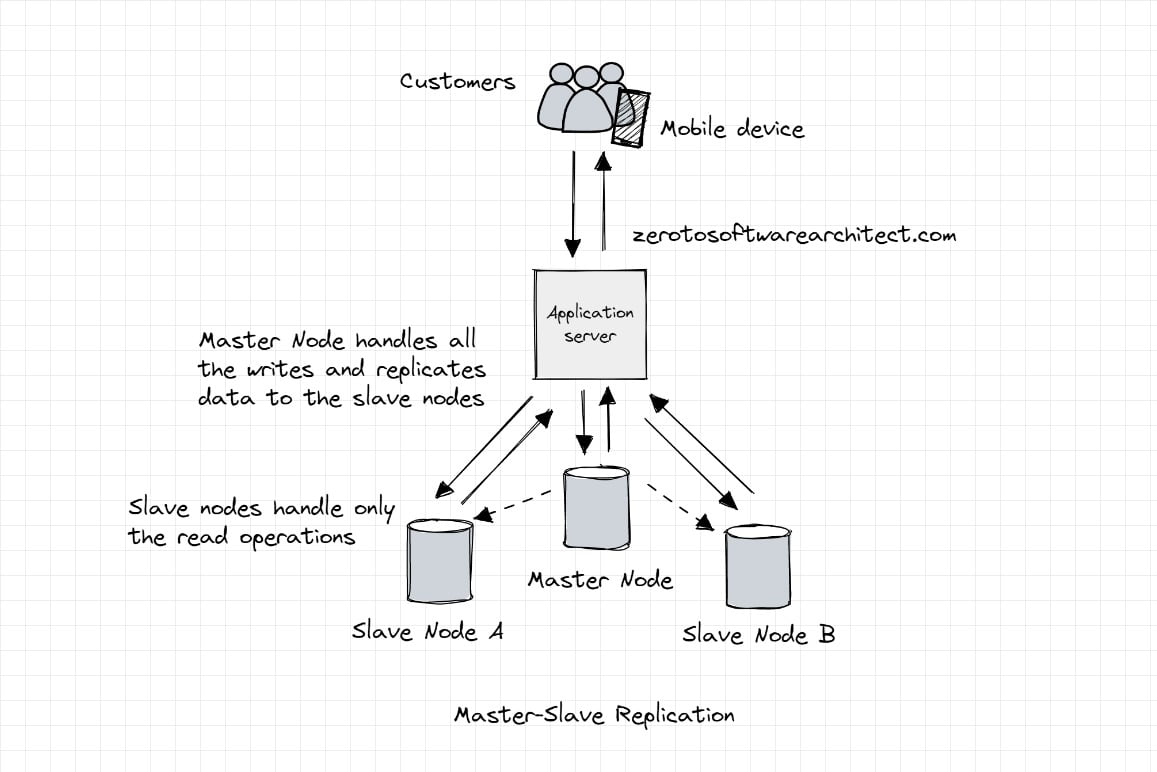 Customers
Mobile device
zerotosoftwarearchitect.com
Application
server
Master Node handles all
the writes and replicates
data to the slave nodes
Slave nodes handle only
the read operations
Master Node
Slave Node A
Slave Node B
Master-Slave Replication